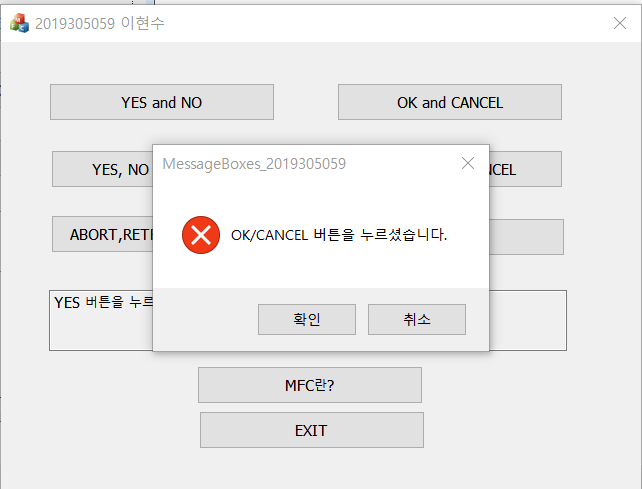 2019305059 이현수
YES and NO
OK and CANCEL
YES, NO
CEL
MessageBoxes_2019305059
OK/CANCEL 버튼을 누르셨습니다.
확인
취소
ABORT,RET
YES 버튼을 누르
MFC란?
EXIT